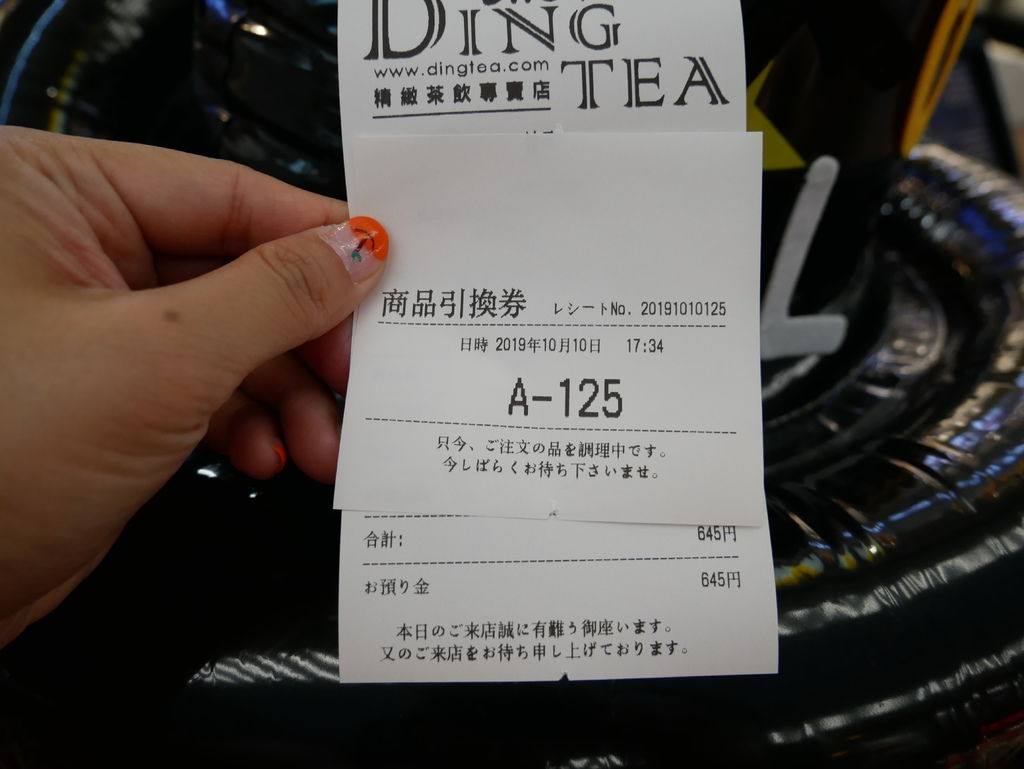 DING
www.dingtea.com
TEA
精緻茶飲專賣店
商品引換券 レシートNo. 20191010125
日時 2019年10月10日 17:34
A-125
只今、ご注文の品を調理中です。
今しばらくお待ち下さいませ。
合計: 645円
お預り金 645円
本日のご来店誠に有難う御座います。
又のご来店をお待ち申し上げております。